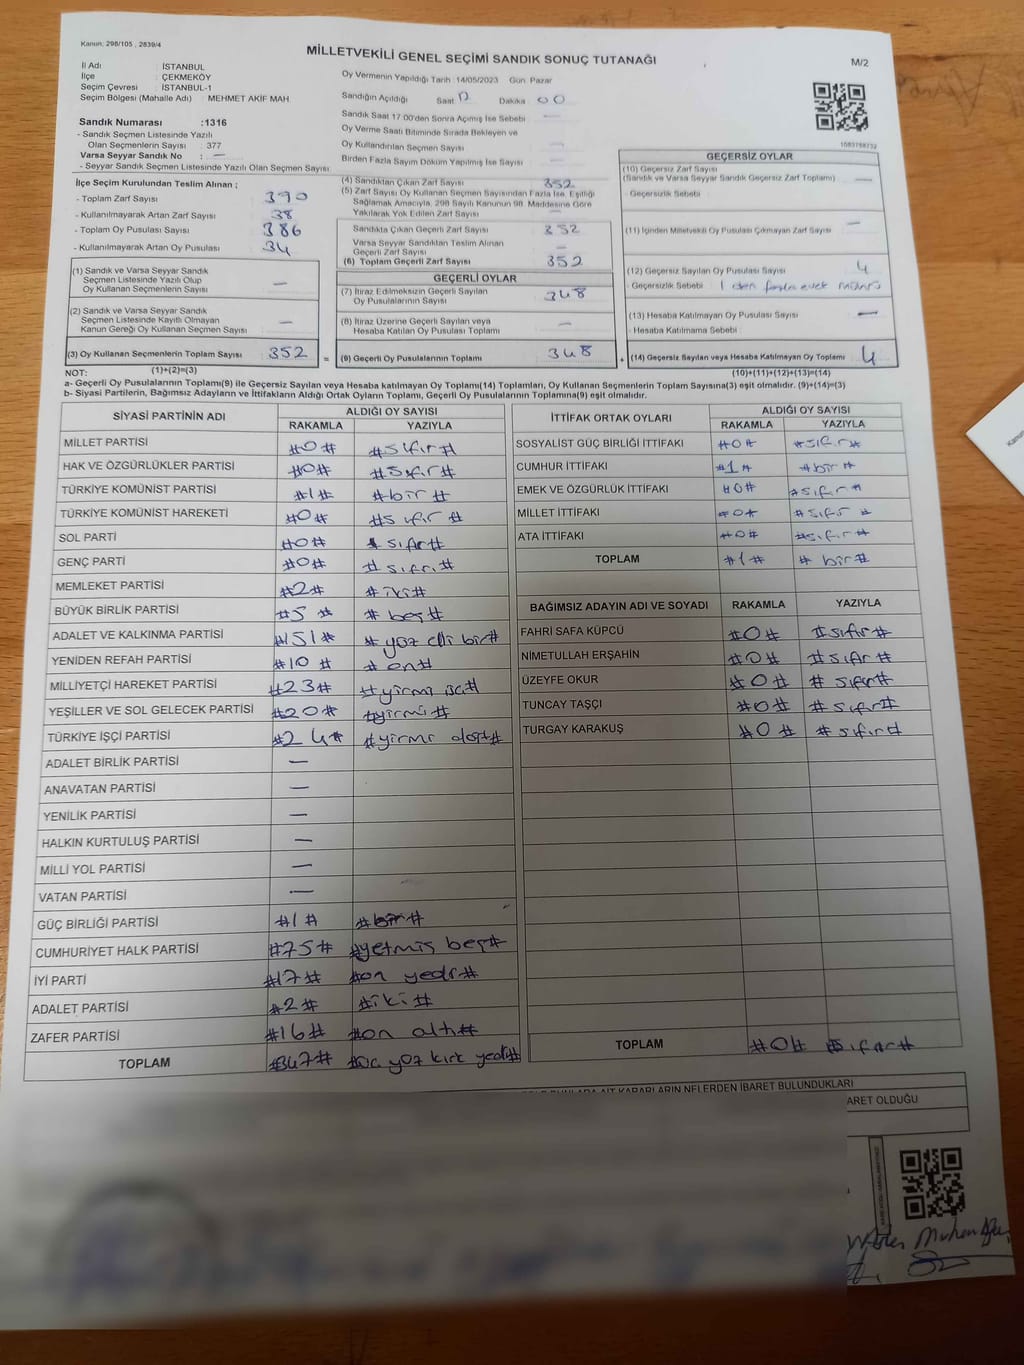 Kanun, 298/105 , 2839/4
MİLLETVEKİLİ GENEL SEÇİMİ SANDIK SONUÇ TUTANAĞI
M/2
İl Adı : İSTANBUL
İlçe : ÇEKMEKÖY
Seçim Çevresi : İSTANBUL-1
Seçim Bölgesi (Mahalle Adı) : MEHMET AKİF MAH
Sandık Numarası :1316
- Sandık Seçmen Listesinde Yazılı
Olan Seçmenlerin Sayısı : 377
Varsa Seyyar Sandık No : —
- Seyyar Sandık Seçmen Listesinde Yazılı Olan Seçmen Sayısı
Oy Vermenin Yapıldığı Tarih :14/05/2023 Gün: Pazar
Sandığın Açıldığı Saat 17 Dakika 00
Sandık Saat 17:00'den Sonra Açılmış İse Sebebi —
Oy Verme Saati Bitiminde Sırada Bekleyen ve
Oy Kullandırılan Seçmen Sayısı —
Birden Fazla Sayım Döküm Yapılmış İse Sayısı —
İlçe Seçim Kurulundan Teslim Alınan ;
- Toplam Zarf Sayısı 390
- Kullanılmayarak Artan Zarf Sayısı 38
- Toplam Oy Pusulası Sayısı 386
- Kullanılmayarak Artan Oy Pusulası 34
(4) Sandıktan Çıkan Zarf Sayısı 352
(5) Zarf Sayısı Oy Kullanan Seçmen Sayısından Fazla İse, Eşitliği
Sağlamak Amacıyla, 298 Sayılı Kanunun 98. Maddesine Göre
Yakılarak Yok Edilen Zarf Sayısı —
Sandıkta Çıkan Geçerli Zarf Sayısı 352
Varsa Seyyar Sandıktan Teslim Alınan
Geçerli Zarf Sayısı —
(6) Toplam Geçerli Zarf Sayısı 352
GEÇERSİZ OYLAR
(10) Geçersiz Zarf Sayısı
(Sandık ve Varsa Seyyar Sandık Geçersiz Zarf Toplamı) —
- Geçersizlik Sebebi :
(11) İçinden Milletvekili Oy Pusulası Çıkmayan Zarf Sayısı —
(12) Geçersiz Sayılan Oy Pusulası Sayısı 4
- Geçersizlik Sebebi : 1 den fazla evet mührü
(13) Hesaba Katılmayan Oy Pusulası Sayısı —
- Hesaba Katılmama Sebebi
(14) Geçersiz Sayılan veya Hesaba Katılmayan Oy Toplamı 4
(1) Sandık ve Varsa Seyyar Sandık
Seçmen Listesinde Yazılı Olup
Oy Kullanan Seçmenlerin Sayısı —
(2) Sandık ve Varsa Seyyar Sandık
Seçmen Listesinde Kayıtlı Olmayan
Kanun Gereği Oy Kullanan Seçmen Sayısı —
(3) Oy Kullanan Seçmenlerin Toplam Sayısı 352 =
GEÇERLİ OYLAR
(7) İtiraz Edilmeksizin Geçerli Sayılan
Oy Pusulalarının Sayısı 348
(8) İtiraz Üzerine Geçerli Sayılan veya
Hesaba Katılan Oy Pusulası Toplamı —
(9) Geçerli Oy Pusulalarının Toplamı 348 +
NOT: (1)+(2)=(3) (10)+(11)+(12)+(13)=(14)
a- Geçerli Oy Pusulalarının Toplamı(9) ile Geçersiz Sayılan veya Hesaba katılmayan Oy Toplamı(14) Toplamları, Oy Kullanan Seçmenlerin Toplam Sayısına(3) eşit olmalıdır. (9)+(14)=(3)
b- Siyasi Partilerin, Bağımsız Adayların ve İttifakların Aldığı Ortak Oyların Toplamı, Geçerli Oy Pusulalarının Toplamına(9) eşit olmalıdır.
SİYASİ PARTİNİN ADI ALDIĞI OY SAYISI
RAKAMLA YAZIYLA
MİLLET PARTİSİ #0# #sıfır#
HAK VE ÖZGÜRLÜKLER PARTİSİ #0# #sıfır#
TÜRKİYE KOMÜNİST PARTİSİ #1# #bir#
TÜRKİYE KOMÜNİST HAREKETİ #0# #sıfır #
SOL PARTİ #0# # sıfır#
GENÇ PARTİ #0# # sıfır#
MEMLEKET PARTİSİ #2# # iki#
BÜYÜK BİRLİK PARTİSİ #5 # # beş#
ADALET VE KALKINMA PARTİSİ #151# # yüz elli bir#
YENİDEN REFAH PARTİSİ #10 # # on#
MİLLİYETÇİ HAREKET PARTİSİ #23# #yirmi üç#
YEŞİLLER VE SOL GELECEK PARTİSİ #20# #yirmi#
TÜRKİYE İŞÇİ PARTİSİ #24# #yirmi dört#
ADALET BİRLİK PARTİSİ —
ANAVATAN PARTİSİ —
YENİLİK PARTİSİ —
HALKIN KURTULUŞ PARTİSİ —
MİLLİ YOL PARTİSİ —
VATAN PARTİSİ —
GÜÇ BİRLİĞİ PARTİSİ #1# #bir#
CUMHURİYET HALK PARTİSİ #75# #yetmiş beş#
İYİ PARTİ #17# #on yedi#
ADALET PARTİSİ #2# #iki#
ZAFER PARTİSİ #16# #on altı#
TOPLAM #347# #üç yüz kırk yedi#
İTTİFAK ORTAK OYLARI ALDIĞI OY SAYISI
RAKAMLA YAZIYLA
SOSYALİST GÜÇ BİRLİĞİ İTTİFAKI #0# #sıfır#
CUMHUR İTTİFAKI #1# #bir #
EMEK VE ÖZGÜRLÜK İTTİFAKI #0# #sıfır#
MİLLET İTTİFAKI #0# #sıfır #
ATA İTTİFAKI #0# #sıfır#
TOPLAM #1# # bir#
BAĞIMSIZ ADAYIN ADI VE SOYADI RAKAMLA YAZIYLA
FAHRİ SAFA KÜPCÜ #0# #sıfır#
NİMETULLAH ERŞAHİN #0# #sıfır#
ÜZEYFE OKUR #0# # sıfır#
TUNCAY TAŞÇI #0# # sıfır#
TURGAY KARAKUŞ #0# # sıfır#
TOPLAM #0# #sıfır#
KARARLARIN NELERDEN İBARET BULUNDUKLARI
ARET OLDUĞU